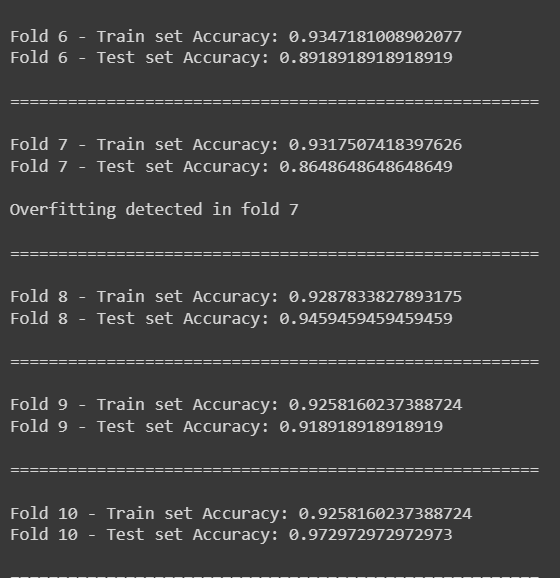 Fold 6 - Train set Accuracy: 0.9347181008902077
Fold 6 - Test set Accuracy: 0.8918918918918919
======================================================
Fold 7 - Train set Accuracy: 0.9317507418397626
Fold 7 - Test set Accuracy: 0.8648648648648649
Overfitting detected in fold 7
======================================================
Fold 8 - Train set Accuracy: 0.9287833827893175
Fold 8 - Test set Accuracy: 0.9459459459459459
======================================================
Fold 9 - Train set Accuracy: 0.9258160237388724
Fold 9 - Test set Accuracy: 0.918918918918919
======================================================
Fold 10 - Train set Accuracy: 0.9258160237388724
Fold 10 - Test set Accuracy: 0.972972972972973
======================================================